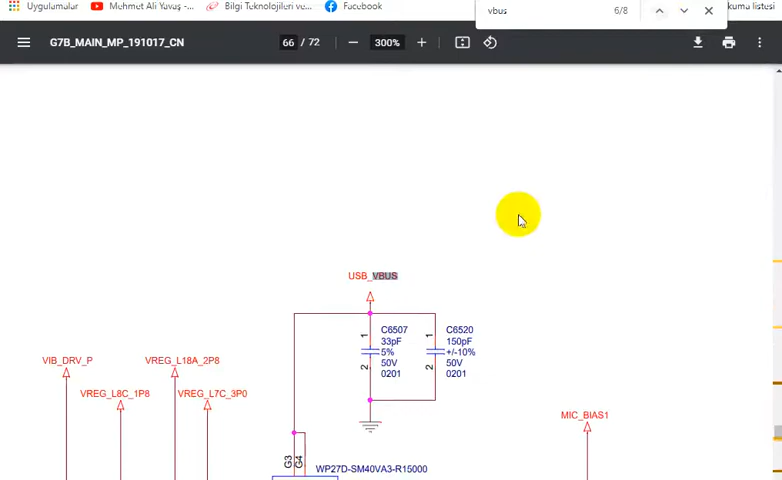 Uygulamalar
Mehmet Ali Yavaş -...
Bilgi Teknolojileri ve...
Facebook
kuma listesi
vbus
6/8
G7B_MAIN_MP_191017_CN
66 / 72
300%
USB_VBUS
1
C6507
33pF
5%
50V
0201
2
1
C6520
150pF
+/-10%
50V
0201
2
VIB_DRV_P
VREG_L18A_2P8
VREG_L8C_1P8
VREG_L7C_3P0
MIC_BIAS1
G3
G4
WP27D-SM40VA3-R15000